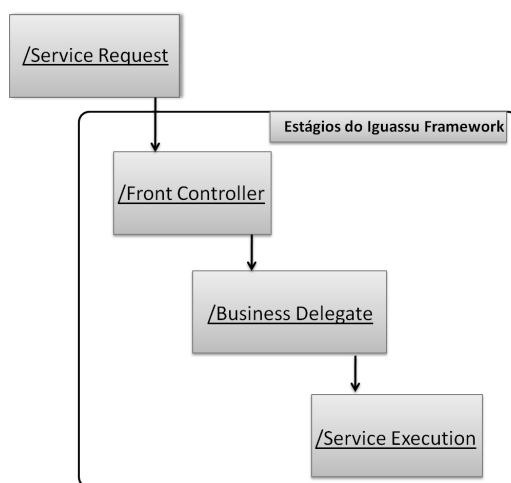 /Service Request
Estágios do Iguassu Framework
/Front Controller
/Business Delegate
/Service Execution